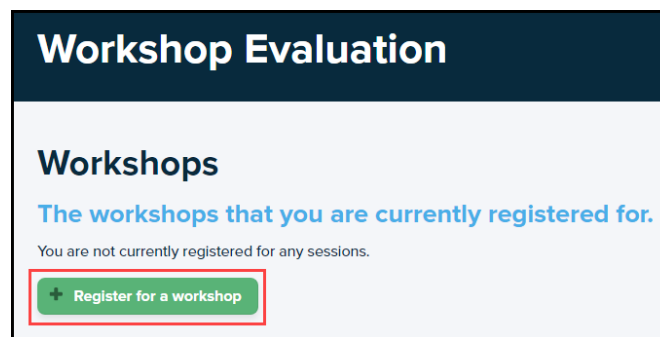 Workshop Evaluation
Workshops
The workshops that you are currently registered for.
You are not currently registered for any sessions.
+ Register for a workshop